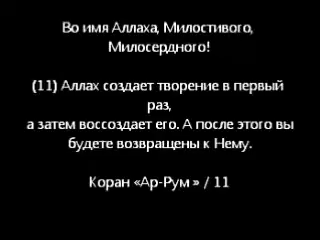 Во имя Аллаха, Милостивого,
Милосердного!
(11) Аллах создает творение в первый
раз,
а затем воссоздает его. А после этого вы
будете возвращены к Нему.
Коран «Ар-Рум » / 11